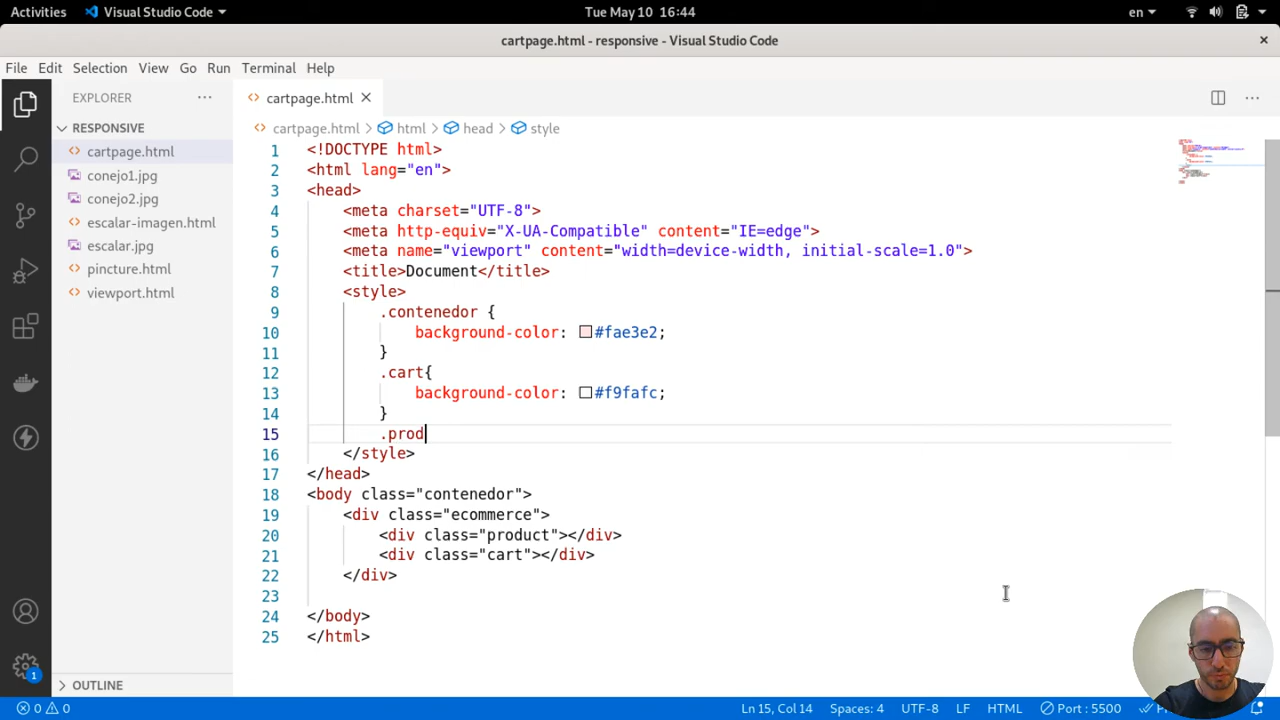 Activities
Visual Studio Code
Tue May 10 16:44
en
cartpage.html - responsive - Visual Studio Code
File Edit Selection View Go Run Terminal Help
EXPLORER
RESPONSIVE
cartpage.html
conejo1.jpg
conejo2.jpg
escalar-imagen.html
escalar.jpg
pincture.html
viewport.html
OUTLINE
cartpage.html
cartpage.html > html > head > style
1 <!DOCTYPE html>
2 <html lang="en">
3 <head>
4 <meta charset="UTF-8">
5 <meta http-equiv="X-UA-Compatible" content="IE=edge">
6 <meta name="viewport" content="width=device-width, initial-scale=1.0">
7 <title>Document</title>
8 <style>
9 .contenedor {
10 background-color: #fae3e2;
11 }
12 .cart{
13 background-color: #f9fafc;
14 }
15 .prod
16 </style>
17 </head>
18 <body class="contenedor">
19 <div class="ecommerce">
20 <div class="product"></div>
21 <div class="cart"></div>
22 </div>
23
24 </body>
25 </html>
1
0 0
Ln 15, Col 14
Spaces: 4
UTF-8
LF
HTML
Port : 5500